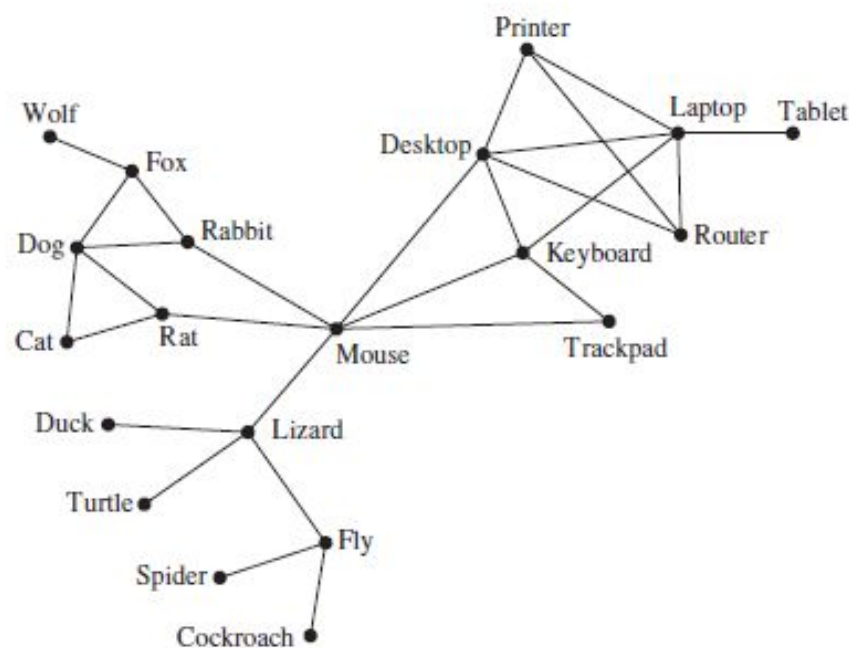 Printer
Wolf
Laptop
Tablet
Desktop
Fox
Dog
Rabbit
Router
Keyboard
Cat
Rat
Mouse
Trackpad
Duck
Lizard
Turtle
Fly
Spider
Cockroach